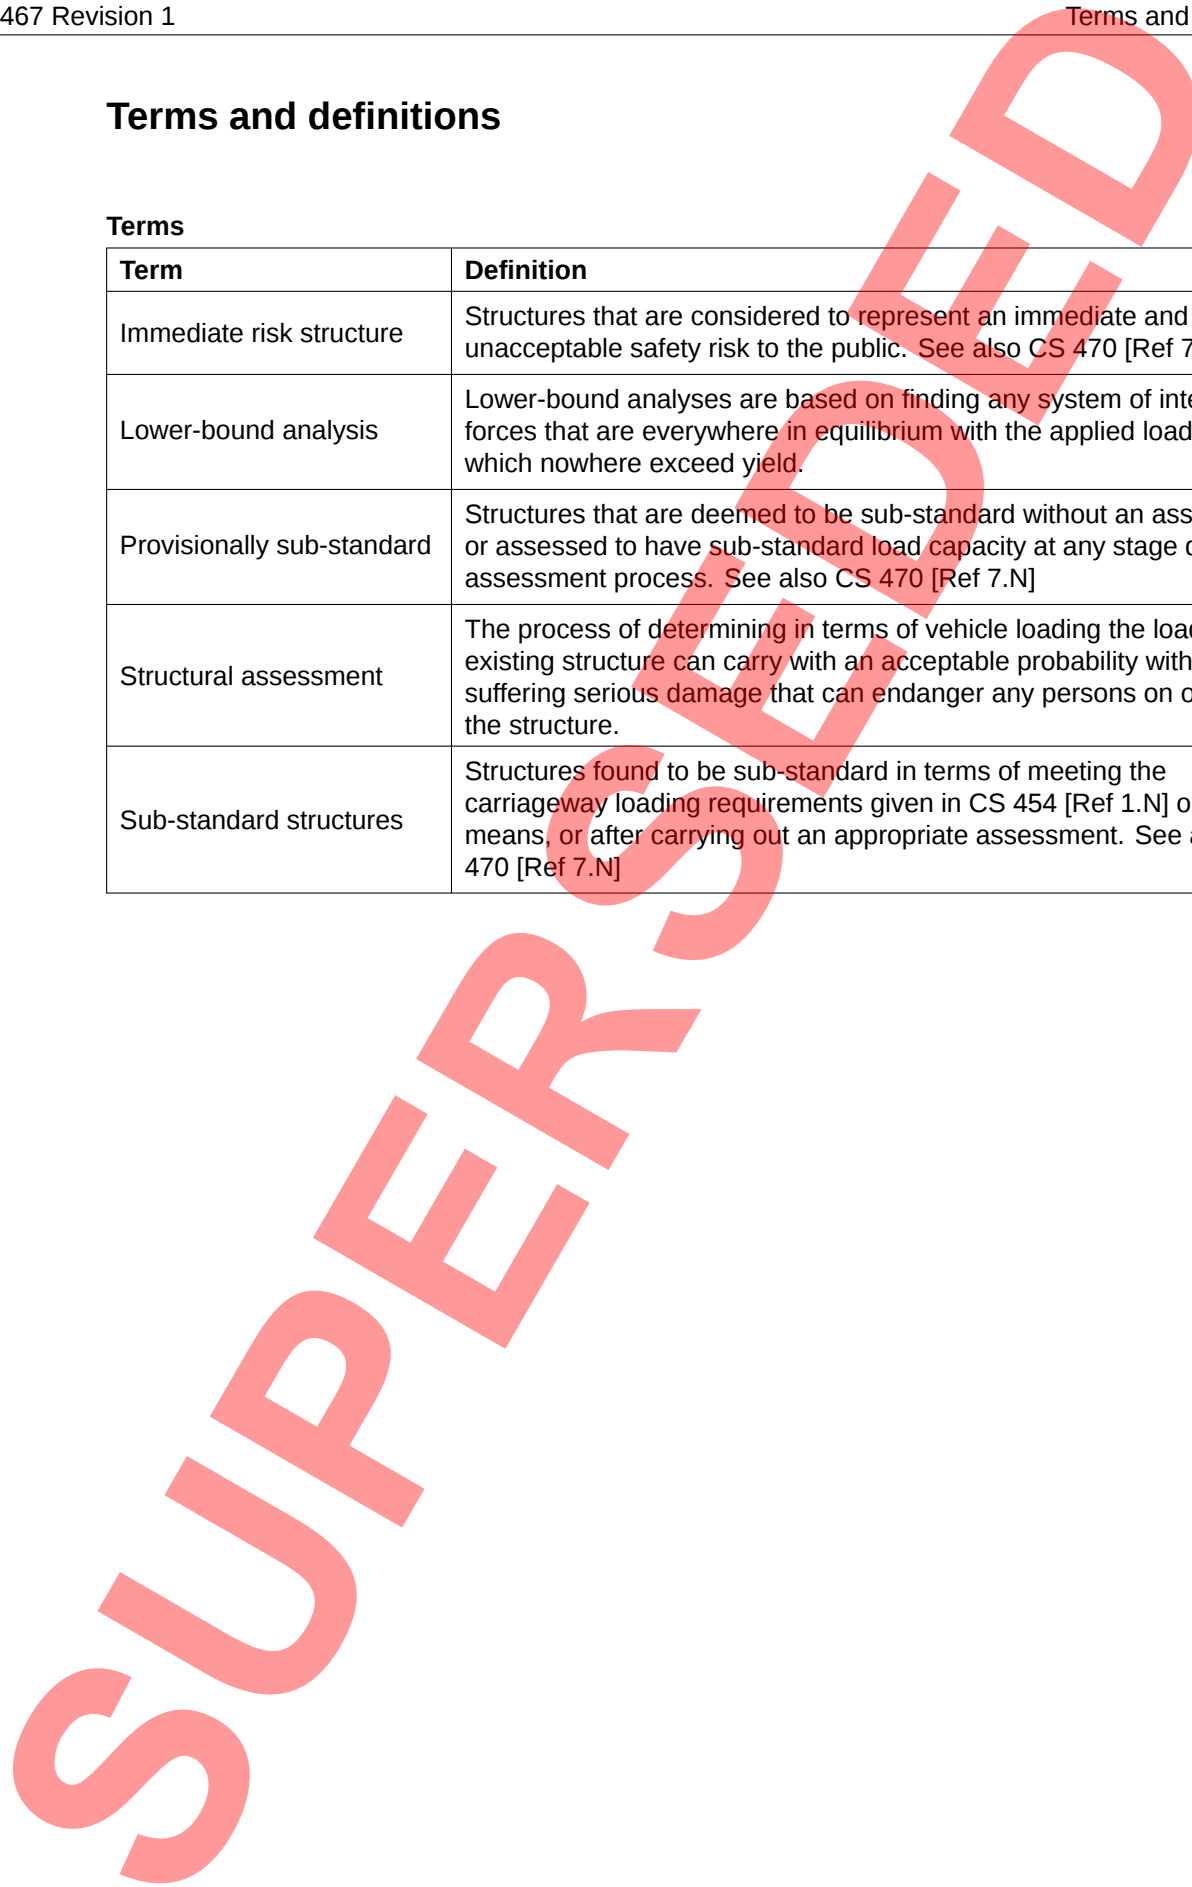 467 Revision 1
Terms and
Terms and definitions
Terms
Term
Definition
Immediate risk structure
Structures that are considered to represent an immediate and
unacceptable safety risk to the public. See also CS 470 [Ref 7
Lower-bound analysis
Lower-bound analyses are based on finding any system of inte
forces that are everywhere in equilibrium with the applied load
which nowhere exceed yield.
Provisionally sub-standard
Structures that are deemed to be sub-standard without an ass
or assessed to have sub-standard load capacity at any stage
assessment process. See also CS 470 [Ref 7.N]
Structural assessment
The process of determining in terms of vehicle loading the load
existing structure can carry with an acceptable probability with
suffering serious damage that can endanger any persons on o
the structure.
Sub-standard structures
Structures found to be sub-standard in terms of meeting the
carriageway loading requirements given in CS 454 [Ref 1.N] o
means, or after carrying out an appropriate assessment. See a
470 [Ref 7.N]
SUPERSEDED